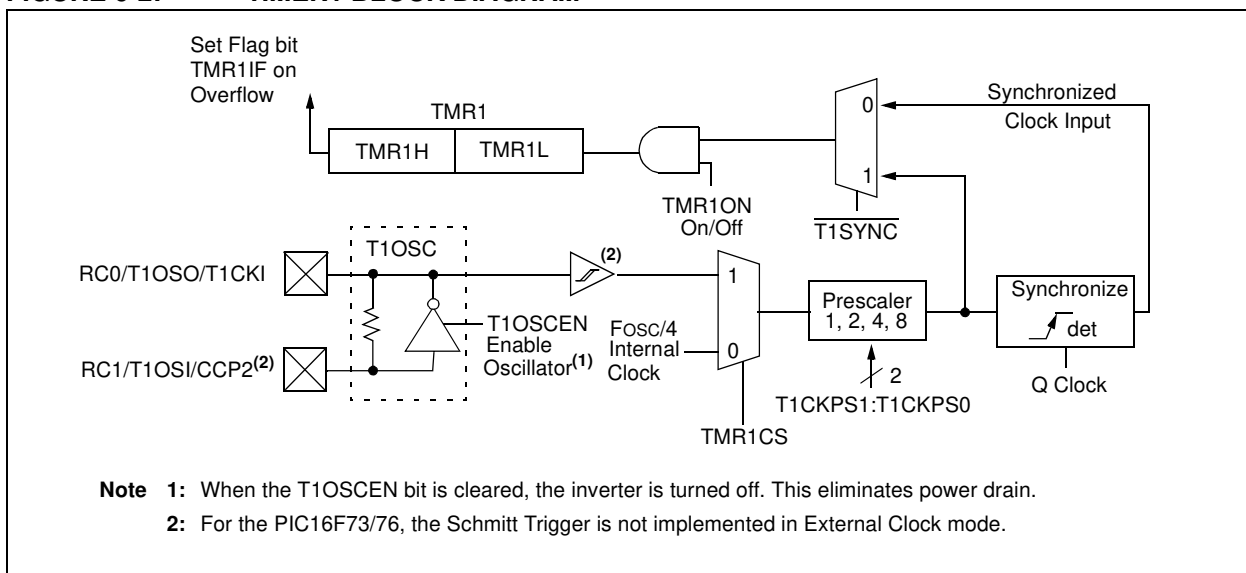 Set Flag bit
TMR1IF on
Overflow
TMR1
TMR1H
TMR1L
TMR1ON
On/Off
0
1
T1SYNC
Synchronized
Clock Input
T1OSC
RC0/T1OSO/T1CKI
(2)
RC1/T1OSI/CCP2(2)
T1OSCEN
Enable
Oscillator(1)
FOSC/4
Internal
Clock
1
0
TMR1CS
Prescaler
1, 2, 4, 8
2
T1CKPS1:T1CKPS0
Synchronize
det
Q Clock
Note 1: When the T1OSCEN bit is cleared, the inverter is turned off. This eliminates power drain.
2: For the PIC16F73/76, the Schmitt Trigger is not implemented in External Clock mode.